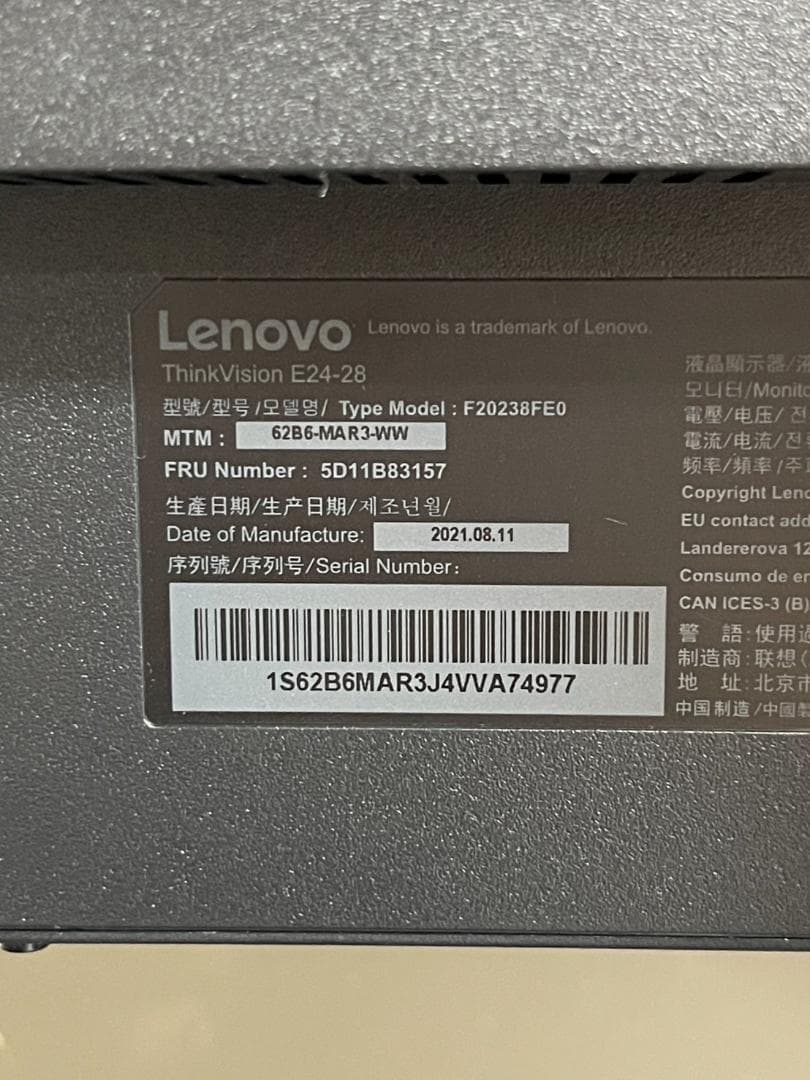 Lenovo Lenovo is a trademark of Lenovo.
ThinkVision E24-28
型號/型号/모델명/ Type Model : F20238FE0
MTM : 62B6-MAR3-WW
FRU Number : 5D11B83157
生產日期/生产日期/제조년월/
Date of Manufacture: 2021.08.11
序列號/序列号/Serial Number:
1S62B6MAR3J4VVA74977
液晶顯示器/
모니터/Monito
電壓/电压/
電流/电流/전
频率/頻率/주
Copyright Leno
EU contact add
Landererova 12
Consumo de en
CAN ICES-3 (B)
警 語:使用
制造商:联想(
地 址:北京市
中国制造/中國製